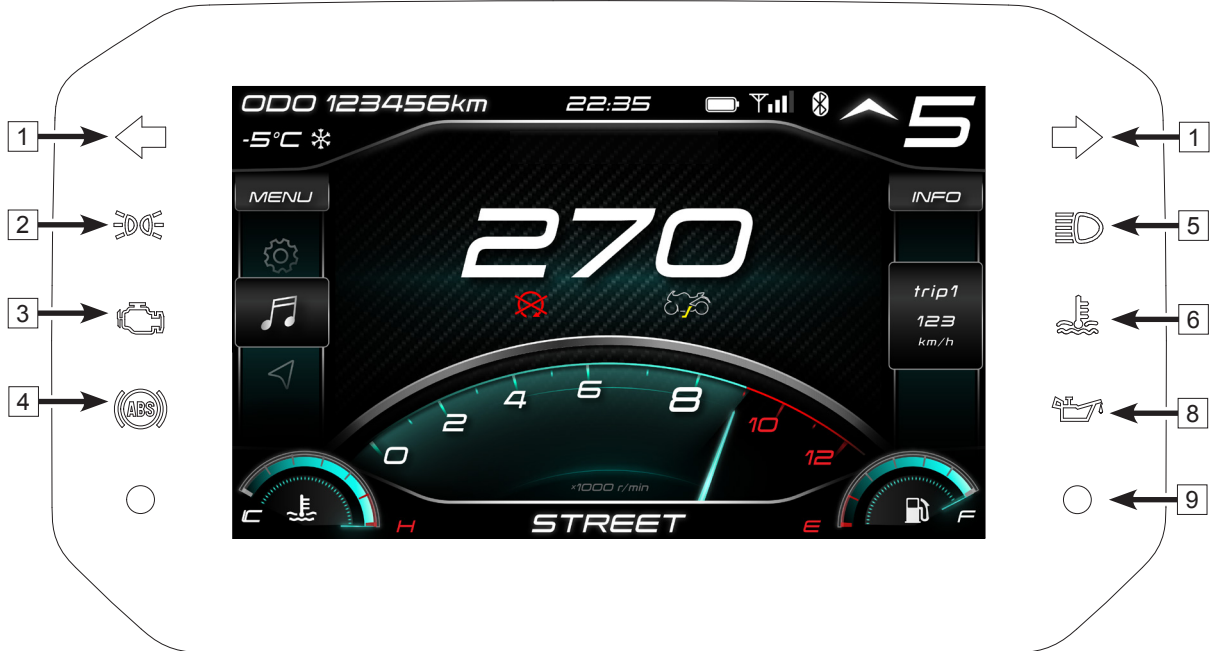 ODO 123456km 22:35 5
-5°C
1 1
MENU INFO
2 270 5
trip1
123
km/h
3 6
4 ABS 8
0 2 4 6 8 10 12
×1000 r/min
9
C H STREET E F